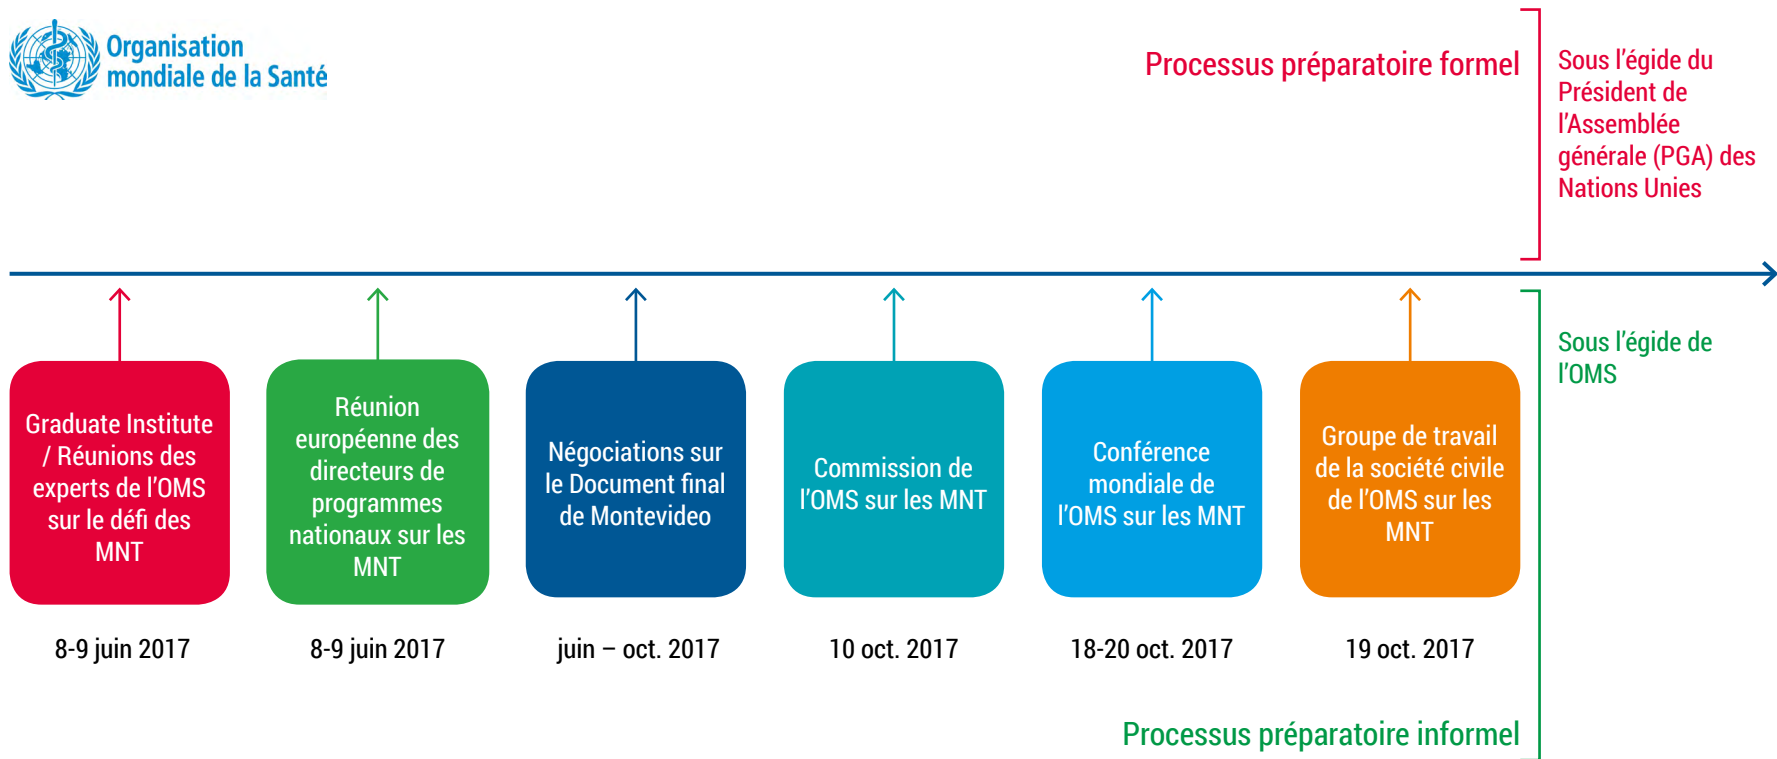 Organisation
mondiale de la Santé
Processus préparatoire formel
Sous l'égide du
Président de
l'Assemblée
générale (PGA) des
Nations Unies
Graduate Institute
/ Réunions des
experts de l'OMS
sur le défi des
MNT
8-9 juin 2017
Réunion
européenne des
directeurs de
programmes
nationaux sur les
MNT
8-9 juin 2017
Négociations sur
le Document final
de Montevideo
juin – oct. 2017
Commission de
l'OMS sur les MNT
10 oct. 2017
Conférence
mondiale de
l'OMS sur les MNT
18-20 oct. 2017
Groupe de travail
de la société civile
de l'OMS sur les
MNT
19 oct. 2017
Sous l'égide de
l'OMS
Processus préparatoire informel